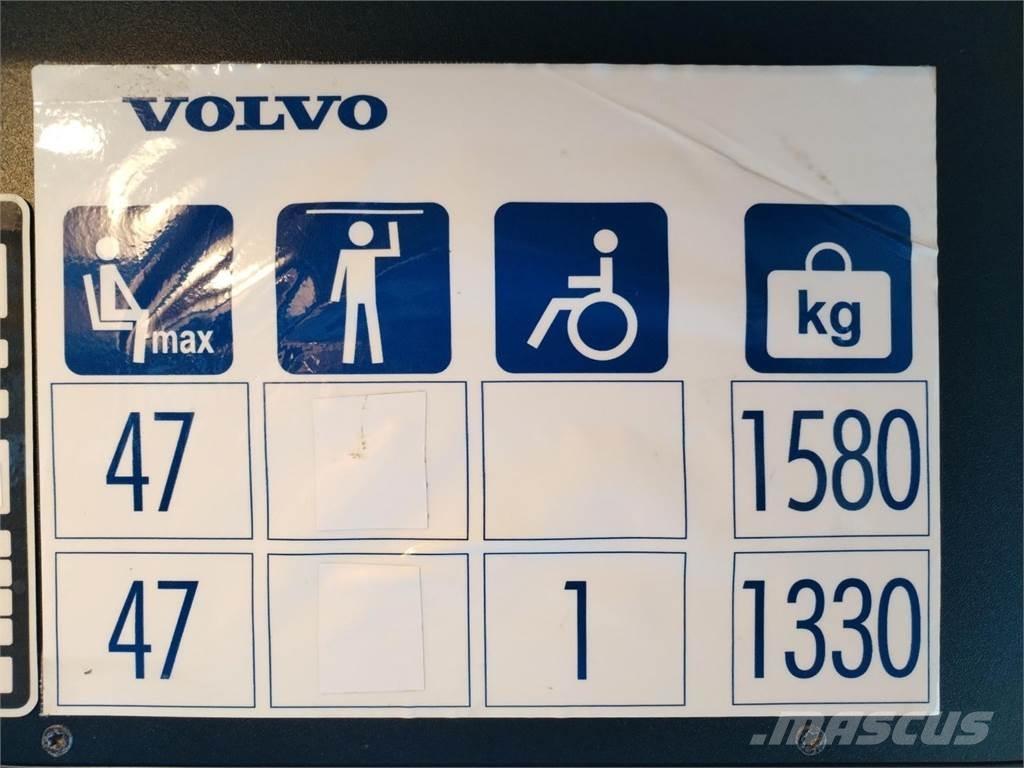 VOLVO
max
kg
47 1580
47 1 1330
MASCUS